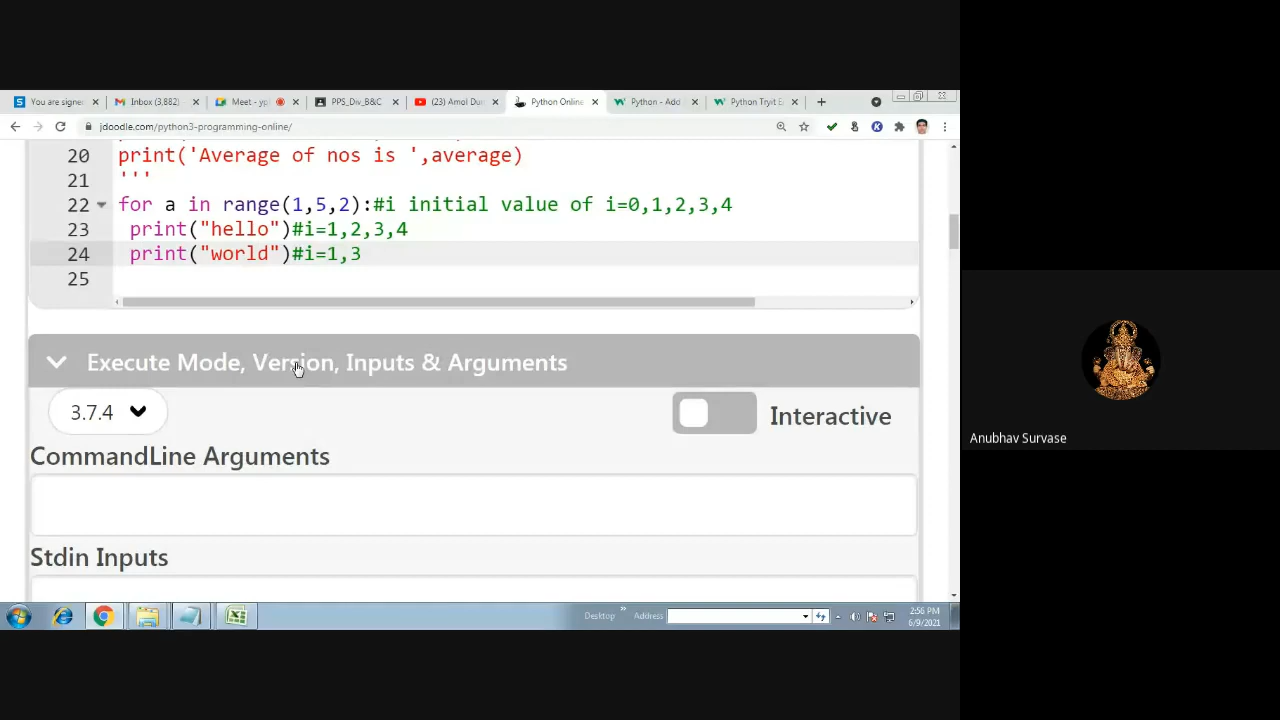 You are signe
Inbox (3,882)
Meet - yp
PPS_Div_B&C
(23) Amol Du
Python Online
Python - Add
Python Tryit E
jdoodle.com/python3-programming-online/
20 print('Average of nos is ',average)
21 '''
22 for a in range(1,5,2):#i initial value of i=0,1,2,3,4
23 print("hello")#i=1,2,3,4
24 print("world")#i=1,3
25
Execute Mode, Version, Inputs & Arguments
3.7.4
Interactive
CommandLine Arguments
Stdin Inputs
Anubhav Survase
Desktop
Address
2:56 PM
6/9/2021